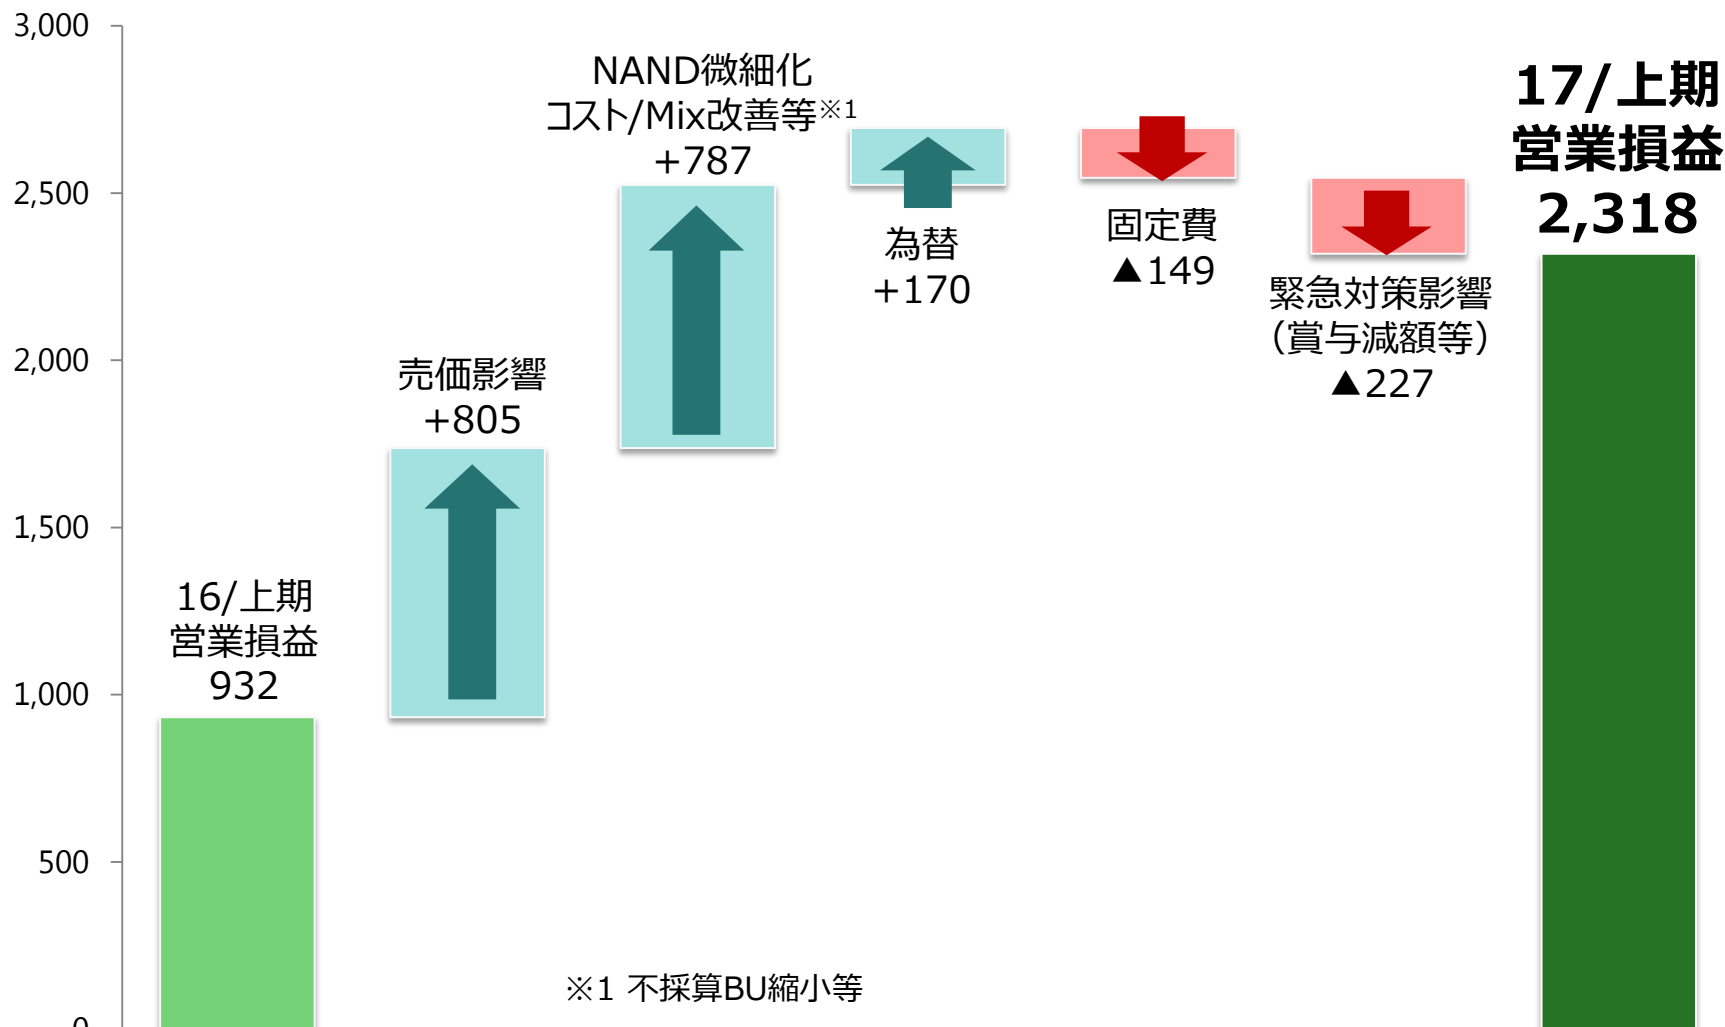 3,000
2,500
2,000
1,500
1,000
500
0
16/上期
営業損益
932
売価影響
+805
NAND微細化
コスト/Mix改善等※1
+787
為替
+170
固定費
▲149
緊急対策影響
（賞与減額等）
▲227
17/上期
営業損益
2,318
※1 不採算BU縮小等